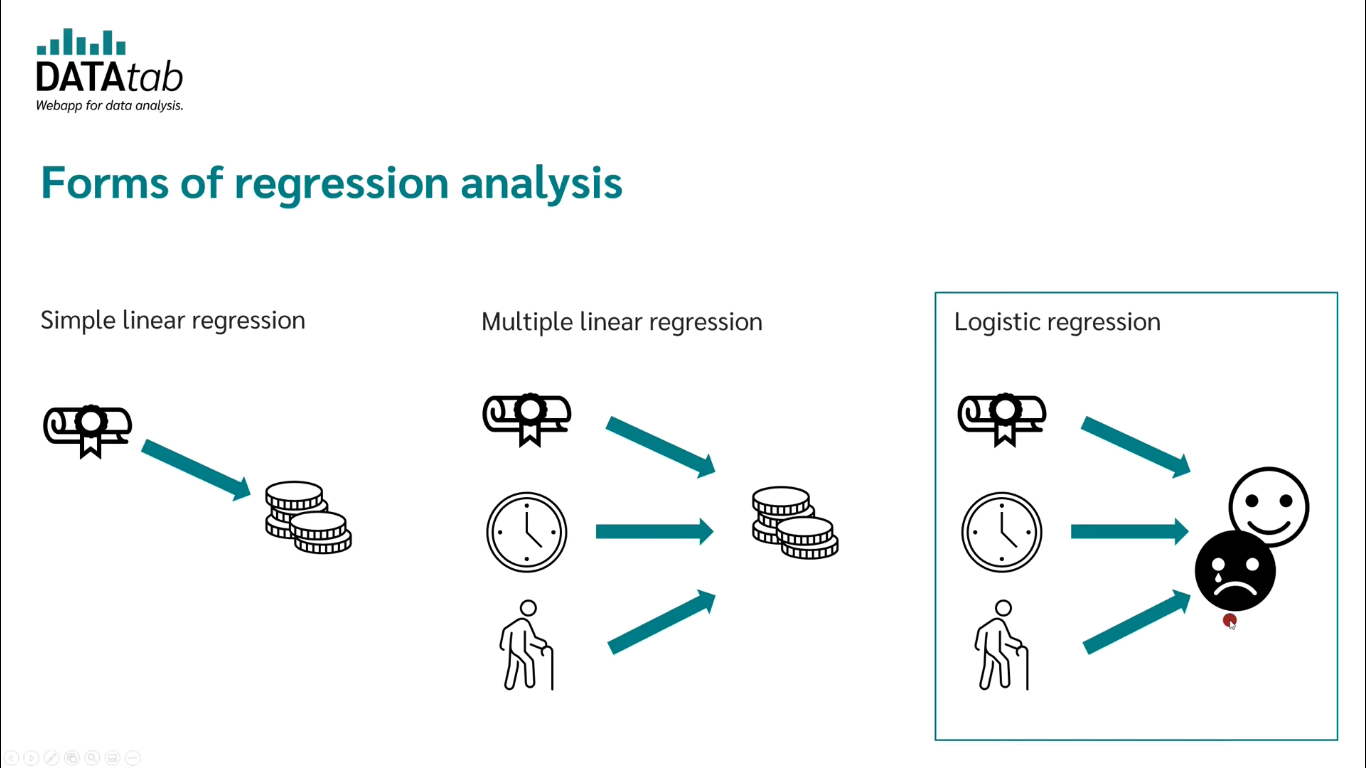 DATAtab
Webapp for data analysis.
Forms of regression analysis
Simple linear regression
Multiple linear regression
Logistic regression